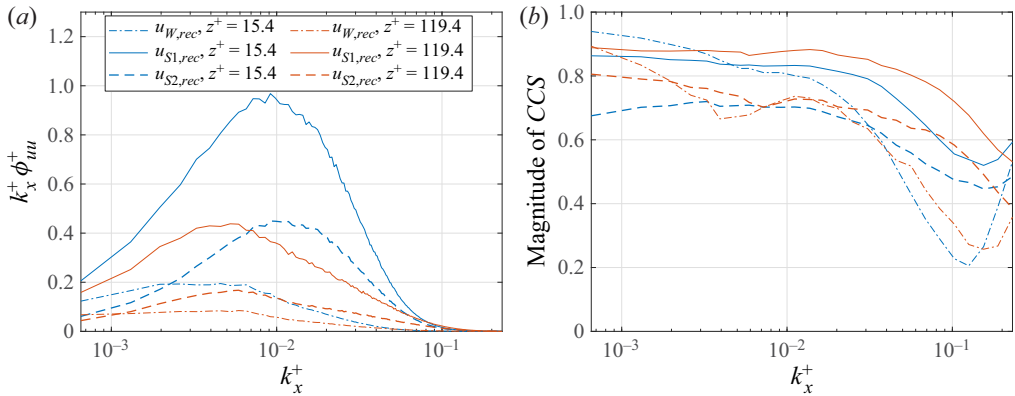 (a)
1.2
1.0
0.8
0.6
0.4
0.2
0
k_x^+ ϕ_{uu}^+
u_{W,rec}, z^+ = 15.4
u_{S1,rec}, z^+ = 15.4
u_{S2,rec}, z^+ = 15.4
u_{W,rec}, z^+ = 119.4
u_{S1,rec}, z^+ = 119.4
u_{S2,rec}, z^+ = 119.4
10^{−3}
10^{−2}
10^{−1}
k_x^+
(b)
1.0
0.8
0.6
0.4
0.2
0
Magnitude of CCS
10^{−3}
10^{−2}
10^{−1}
k_x^+